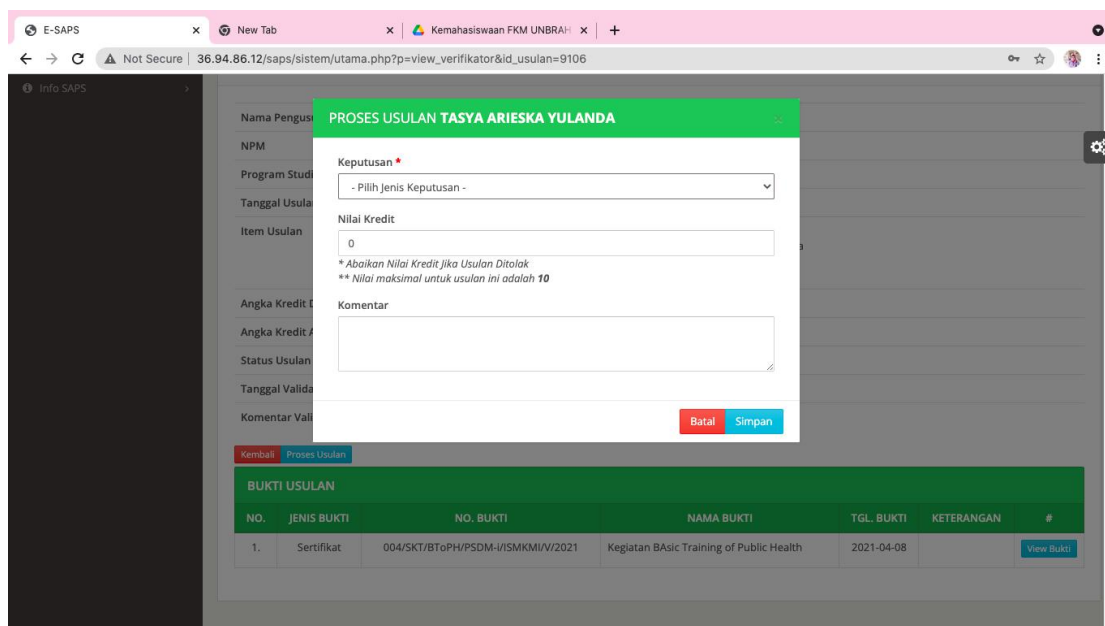 E-SAPS
New Tab
Kemahasiswaan FKM UNBRAH
Not Secure
36.94.86.12/saps/sistem/utama.php?p=view_verifikator&id_usulan=9106
Info SAPS
Nama Pengusu
NPM
Program Studi
Tanggal Usula
Item Usulan
Angka Kredit D
Angka Kredit A
Status Usulan
Tanggal Valida
Komentar Vali
PROSES USULAN TASYA ARIESKA YULANDA
Keputusan *
- Pilih Jenis Keputusan -
Nilai Kredit
0
* Abaikan Nilai Kredit Jika Usulan Ditolak
** Nilai maksimal untuk usulan ini adalah 10
Komentar
Batal Simpan
Kembali Proses Usulan
BUKTI USULAN
NO. JENIS BUKTI NO. BUKTI NAMA BUKTI TGL. BUKTI KETERANGAN #
1. Sertifikat 004/SKT/BToPH/PSDM-i/ISMKMI/V/2021 Kegiatan BAsic Training of Public Health 2021-04-08 View Bukti